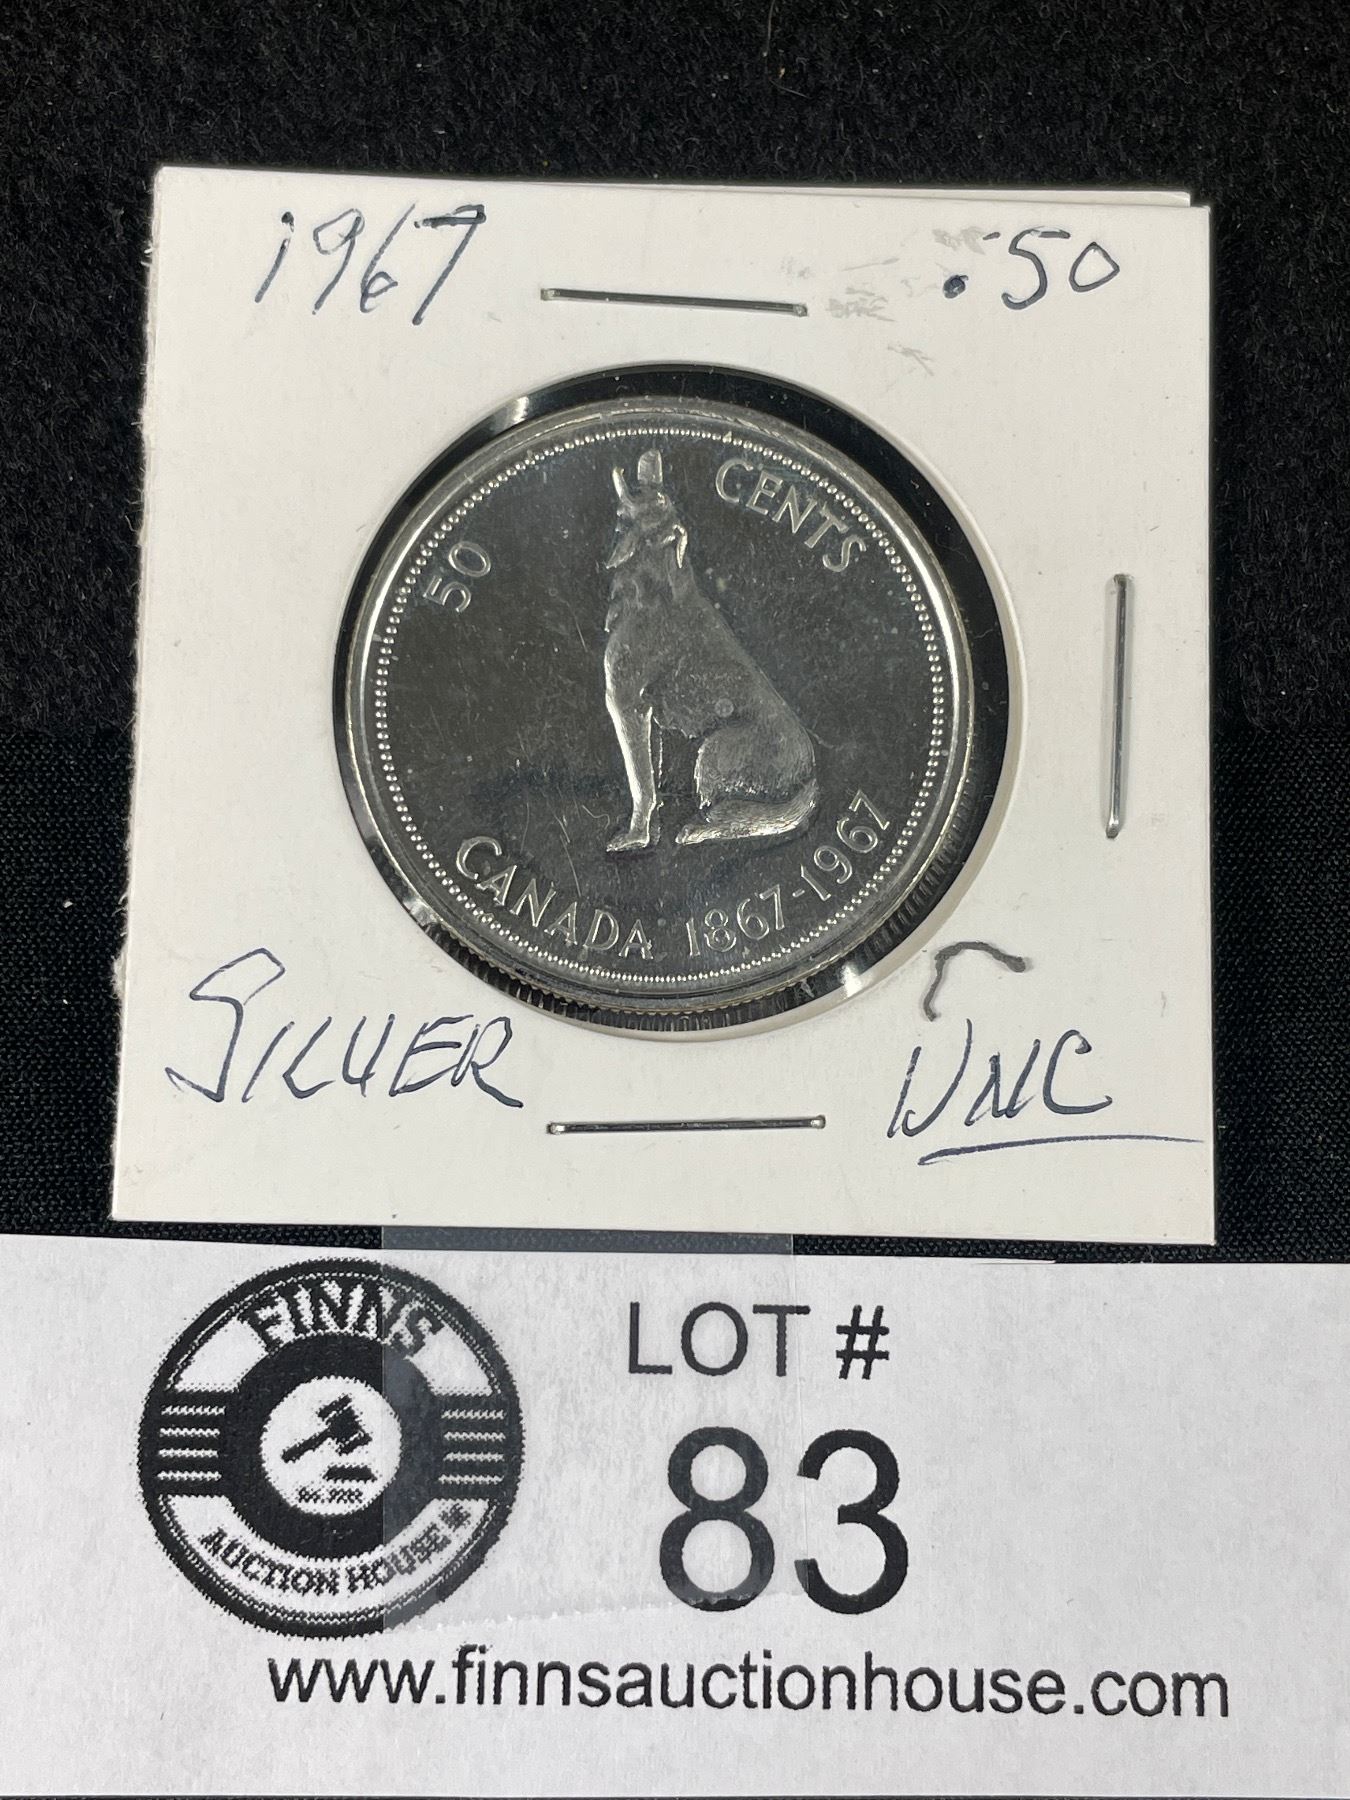 1967 .50
50 CENTS
CANADA 1867-1967
SILVER UNC
FINNS
AUCTION HOUSE
LOT #
83
www.finnsauctionhouse.com